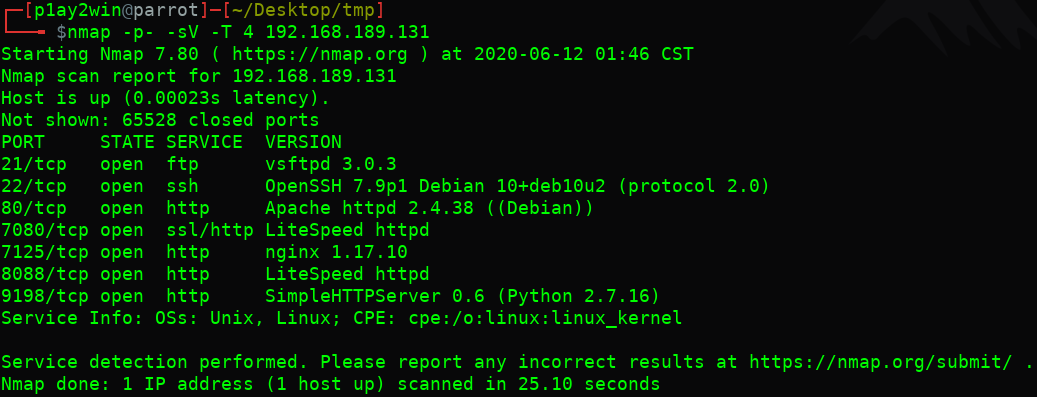 ┌─[p1ay2win@parrot]─[~/Desktop/tmp]
└──╼ $nmap -p- -sV -T 4 192.168.189.131
Starting Nmap 7.80 ( https://nmap.org ) at 2020-06-12 01:46 CST
Nmap scan report for 192.168.189.131
Host is up (0.00023s latency).
Not shown: 65528 closed ports
PORT     STATE SERVICE  VERSION
21/tcp   open  ftp      vsftpd 3.0.3
22/tcp   open  ssh      OpenSSH 7.9p1 Debian 10+deb10u2 (protocol 2.0)
80/tcp   open  http     Apache httpd 2.4.38 ((Debian))
7080/tcp open  ssl/http LiteSpeed httpd
7125/tcp open  http     nginx 1.17.10
8088/tcp open  http     LiteSpeed httpd
9198/tcp open  http     SimpleHTTPServer 0.6 (Python 2.7.16)
Service Info: OSs: Unix, Linux; CPE: cpe:/o:linux:linux_kernel

Service detection performed. Please report any incorrect results at https://nmap.org/submit/ .
Nmap done: 1 IP address (1 host up) scanned in 25.10 seconds